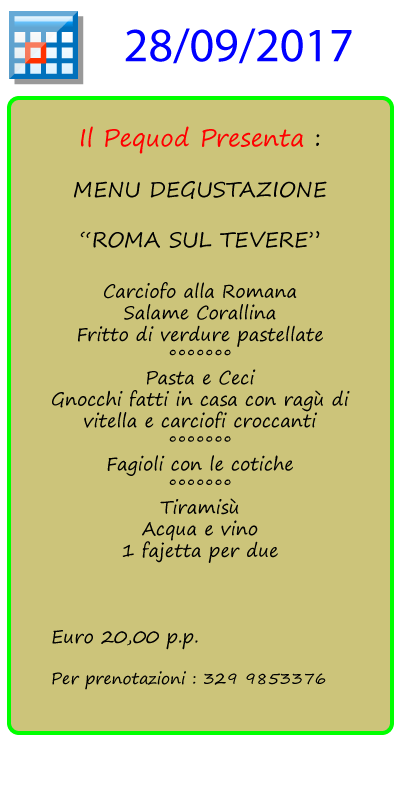 28/09/2017
Il Pequod Presenta :
MENU DEGUSTAZIONE
“ROMA SUL TEVERE”
Carciofo alla Romana
Salame Corallina
Fritto di verdure pastellate
°°°°°°°
Pasta e Ceci
Gnocchi fatti in casa con ragù di
vitella e carciofi croccanti
°°°°°°°
Fagioli con le cotiche
°°°°°°°
Tiramisù
Acqua e vino
1 fajetta per due
Euro 20,00 p.p.
Per prenotazioni : 329 9853376